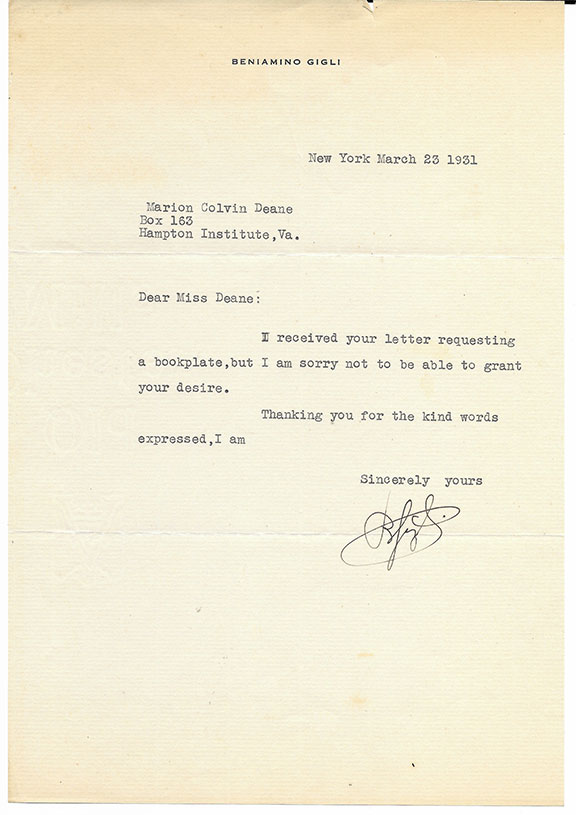 BENIAMINO GIGLI
New York March 23 1931
Marion Colvin Deane
Box 163
Hampton Institute,Va.
Dear Miss Deane:
I received your letter requesting
a bookplate,but I am sorry not to be able to grant
your desire.
Thanking you for the kind words
expressed,I am
Sincerely yours
BGigli